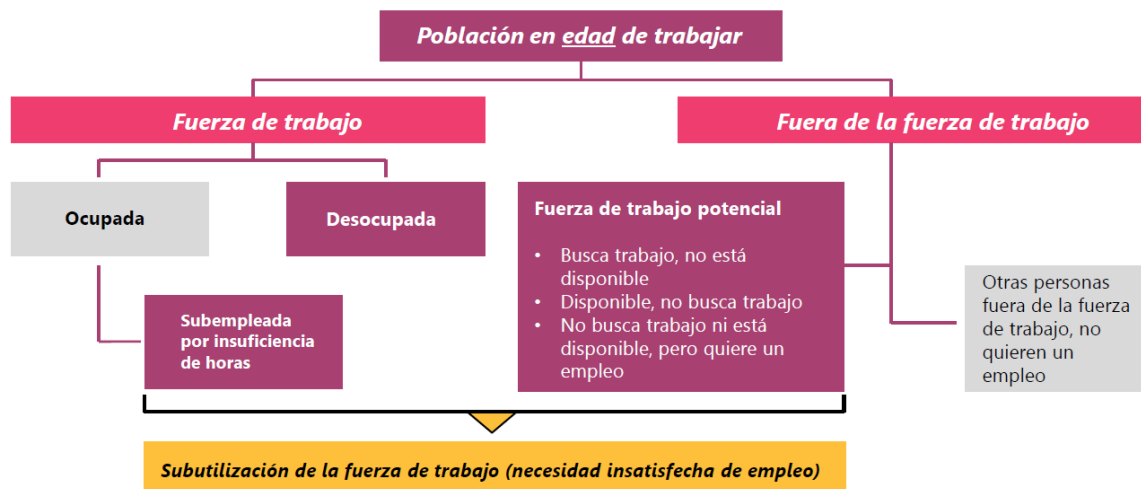 Población en edad de trabajar
Fuerza de trabajo
Fuera de la fuerza de trabajo
Ocupada
Desocupada
Subempleada
por insuficiencia
de horas
Fuerza de trabajo potencial
• Busca trabajo, no está
disponible
• Disponible, no busca trabajo
• No busca trabajo ni está
disponible, pero quiere un
empleo
Otras personas
fuera de la fuerza
de trabajo, no
quieren un
empleo
Subutilización de la fuerza de trabajo (necesidad insatisfecha de empleo)